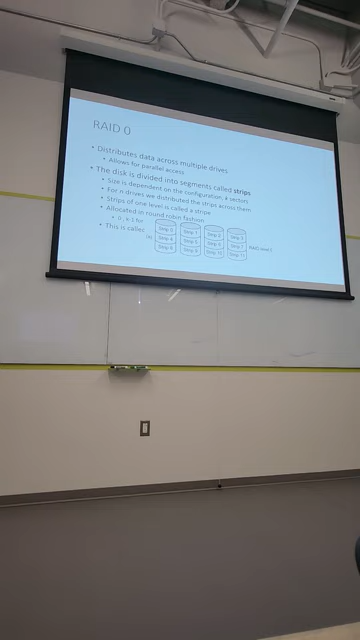 RAID 0
• Distributes data across multiple drives
• Allows for parallel access
• The disk is divided into segments called strips
• Size is dependent on the configuration, k sectors
• For n drives we distributed the strips across them
• Strips of one level is called a stripe
• Allocated in round robin fashion
• This is called
Strip 0 Strip 1 Strip 2 Strip 3
Strip 4 Strip 5 Strip 6 Strip 7
Strip 8 Strip 9 Strip 10 Strip 11